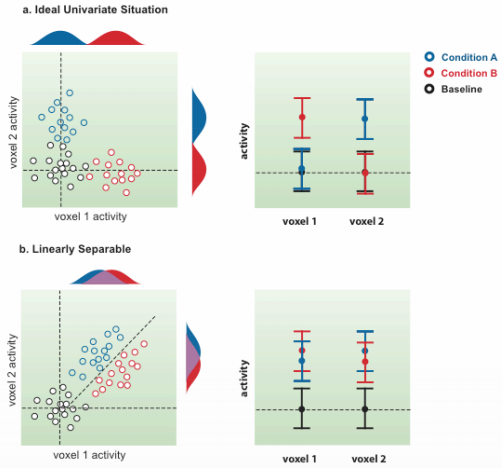 a. Ideal Univariate Situation
voxel 2 activity
voxel 1 activity
activity
voxel 1
voxel 2
Condition A
Condition B
Baseline
b. Linearly Separable
voxel 2 activity
voxel 1 activity
activity
voxel 1
voxel 2